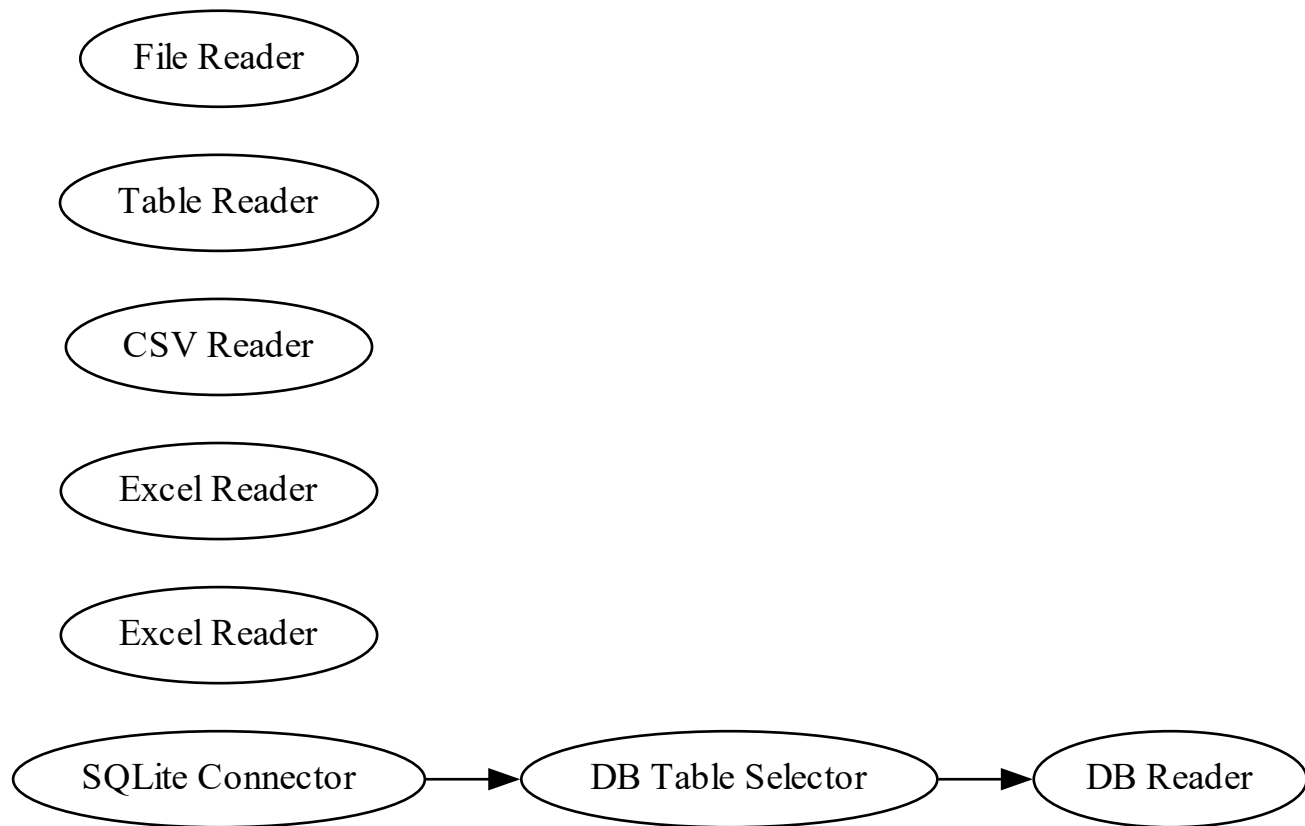 File Reader
Table Reader
CSV Reader
Excel Reader
Excel Reader
SQLite Connector
DB Table Selector
DB Reader